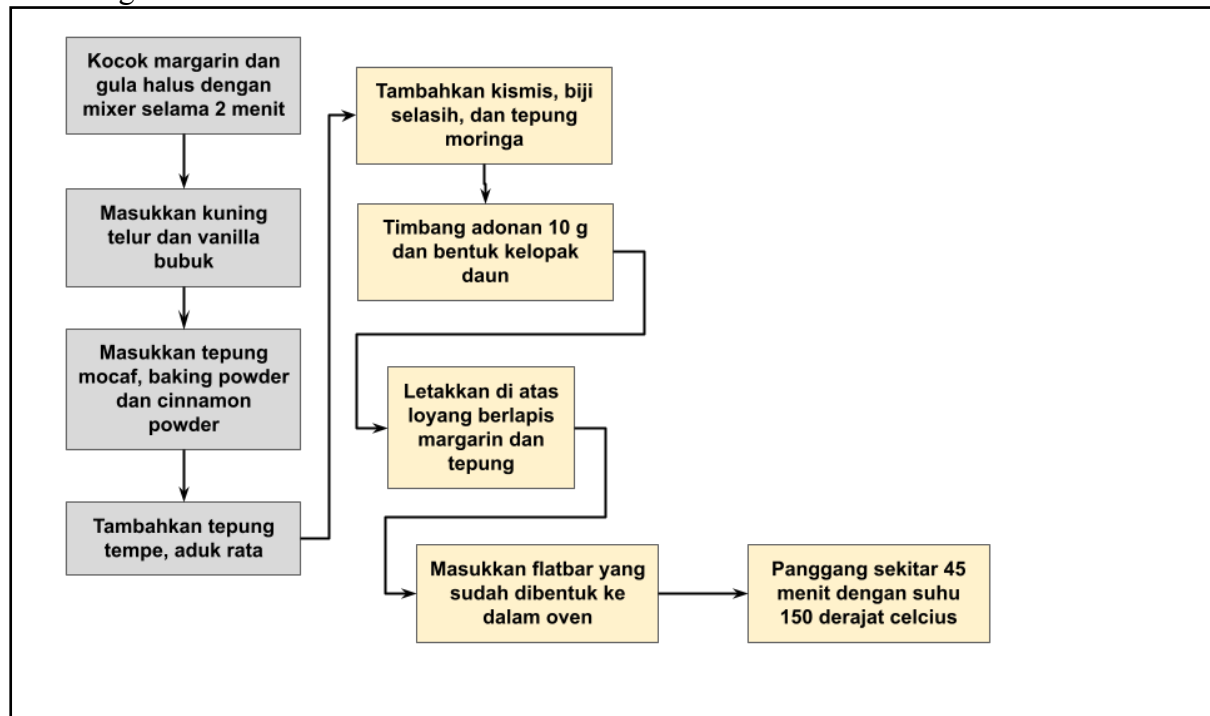 Kocok margarin dan
gula halus dengan
mixer selama 2 menit
Masukkan kuning
telur dan vanilla
bubuk
Masukkan tepung
mocaf, baking powder
dan cinnamon
powder
Tambahkan tepung
tempe, aduk rata
Tambahkan kismis, biji
selasih, dan tepung
moringa
Timbang adonan 10 g
dan bentuk kelopak
daun
Letakkan di atas
loyang berlapis
margarin dan
tepung
Masukkan flatbar yang
sudah dibentuk ke
dalam oven
Panggang sekitar 45
menit dengan suhu
150 derajat celcius